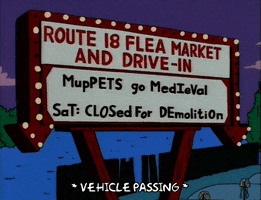 ROUTE 18 FLEA MARKET
AND DRIVE-IN
MupPETS go MedIeVal
SaT: CLOSed FoR DEmolitiOn
* VEHICLE PASSING *